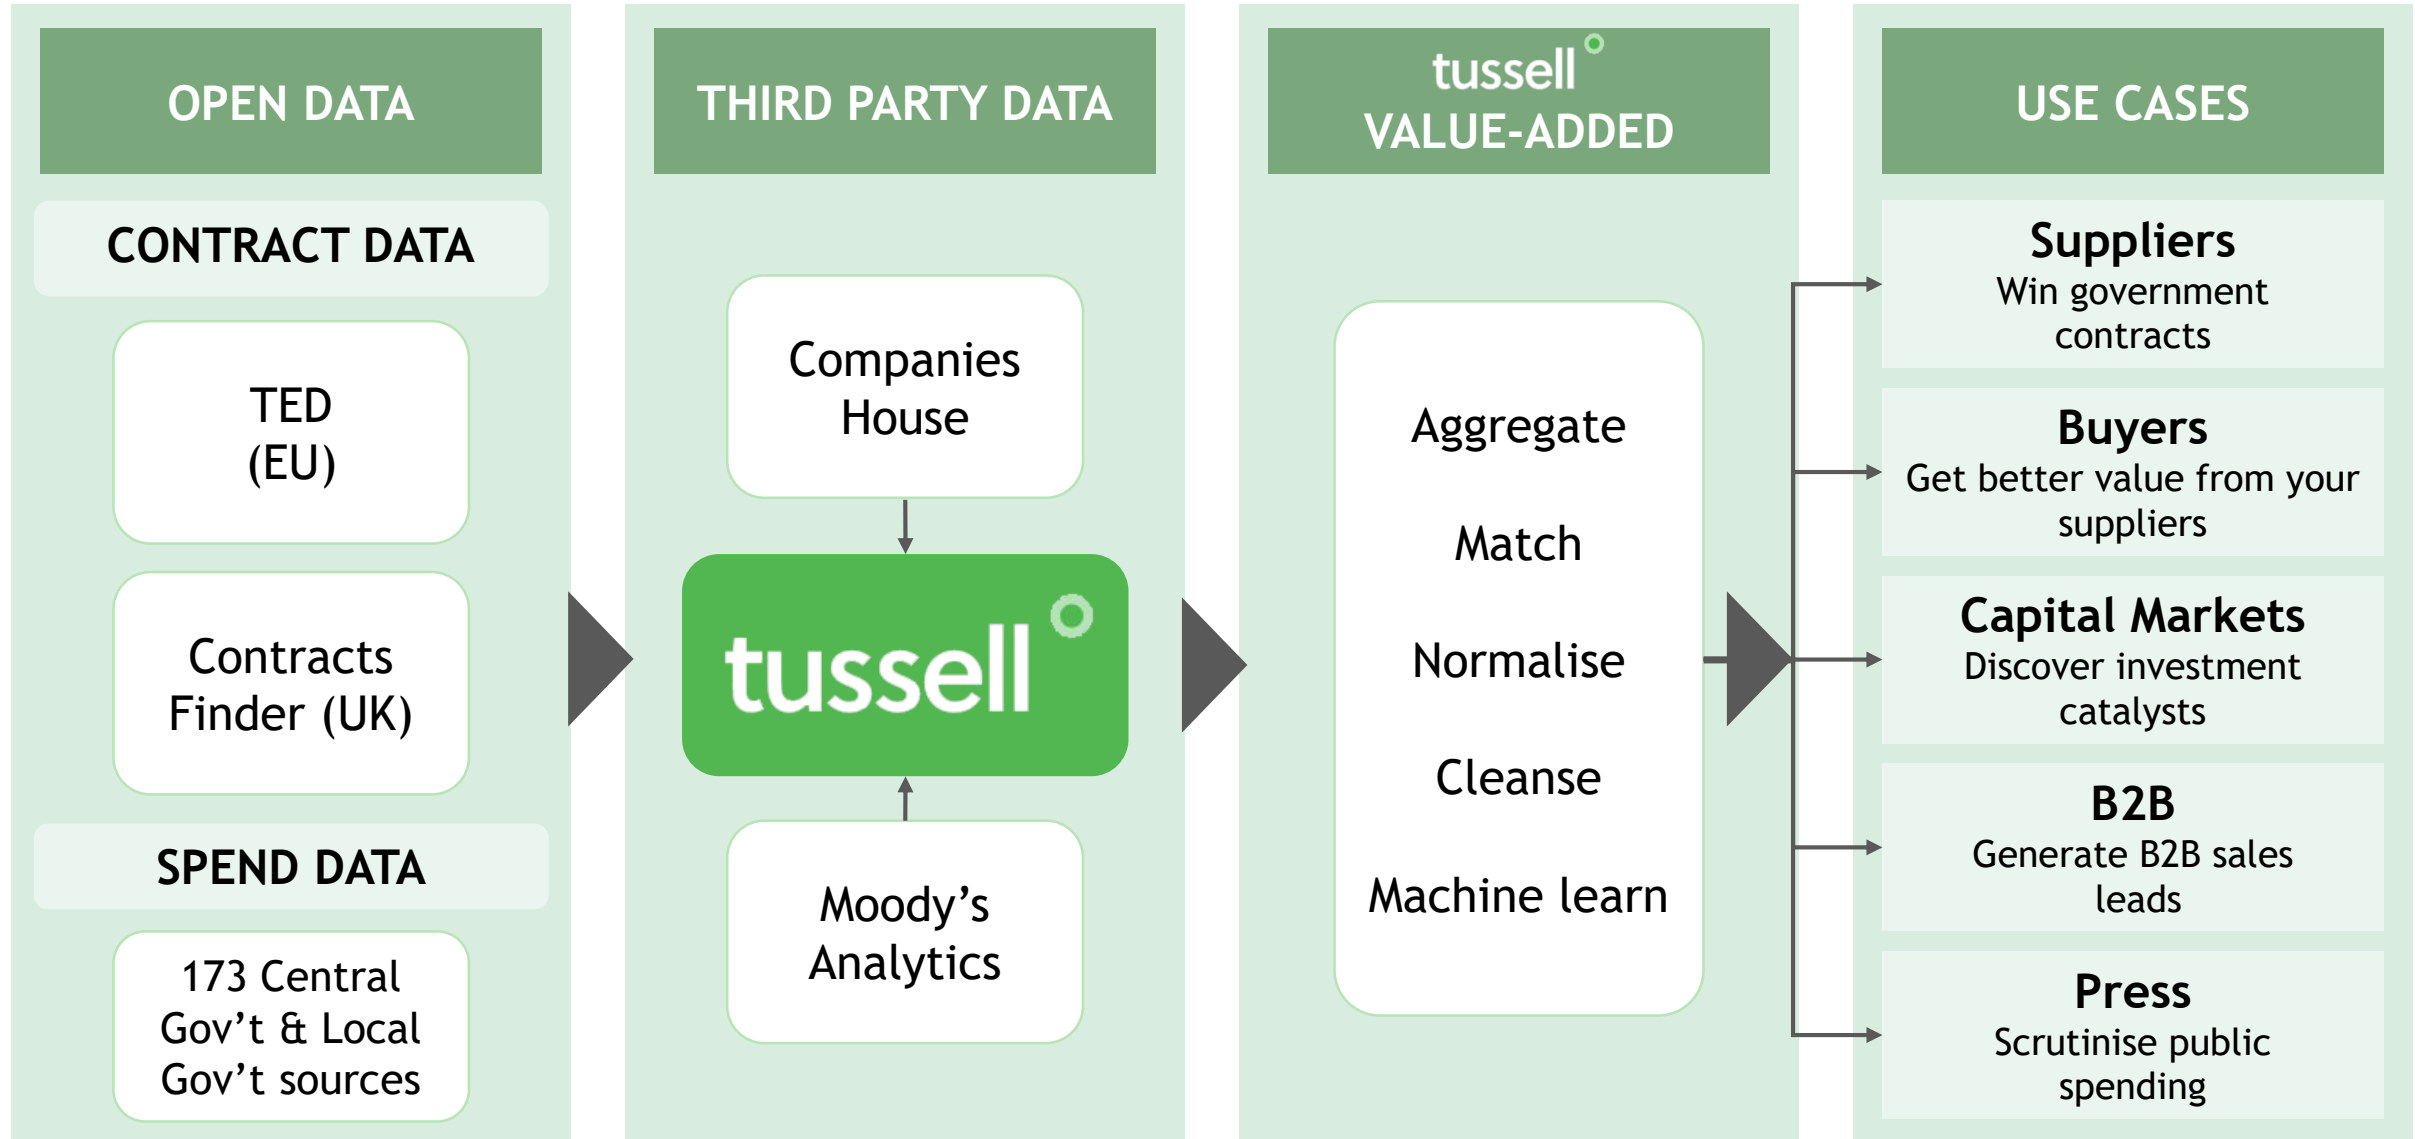 OPEN DATA
CONTRACT DATA
TED
(EU)
Contracts
Finder (UK)
SPEND DATA
173 Central
Gov’t & Local
Gov’t sources
THIRD PARTY DATA
Companies
House
tussell
Moody’s
Analytics
tussell
VALUE-ADDED
Aggregate
Match
Normalise
Cleanse
Machine learn
USE CASES
Suppliers
Win government
contracts
Buyers
Get better value from your
suppliers
Capital Markets
Discover investment
catalysts
B2B
Generate B2B sales
leads
Press
Scrutinise public
spending